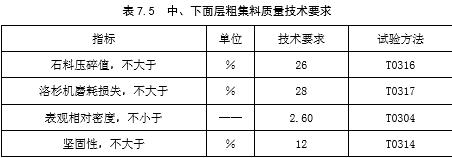 表7.5 中、下面层粗集料质量技术要求
指标 单位 技术要求 试验方法
石料压碎值，不大于 % 26 T0316
洛杉机磨耗损失，不大于 % 28 T0317
表观相对密度，不小于 —— 2.60 T0304
坚固性，不大于 % 12 T0314